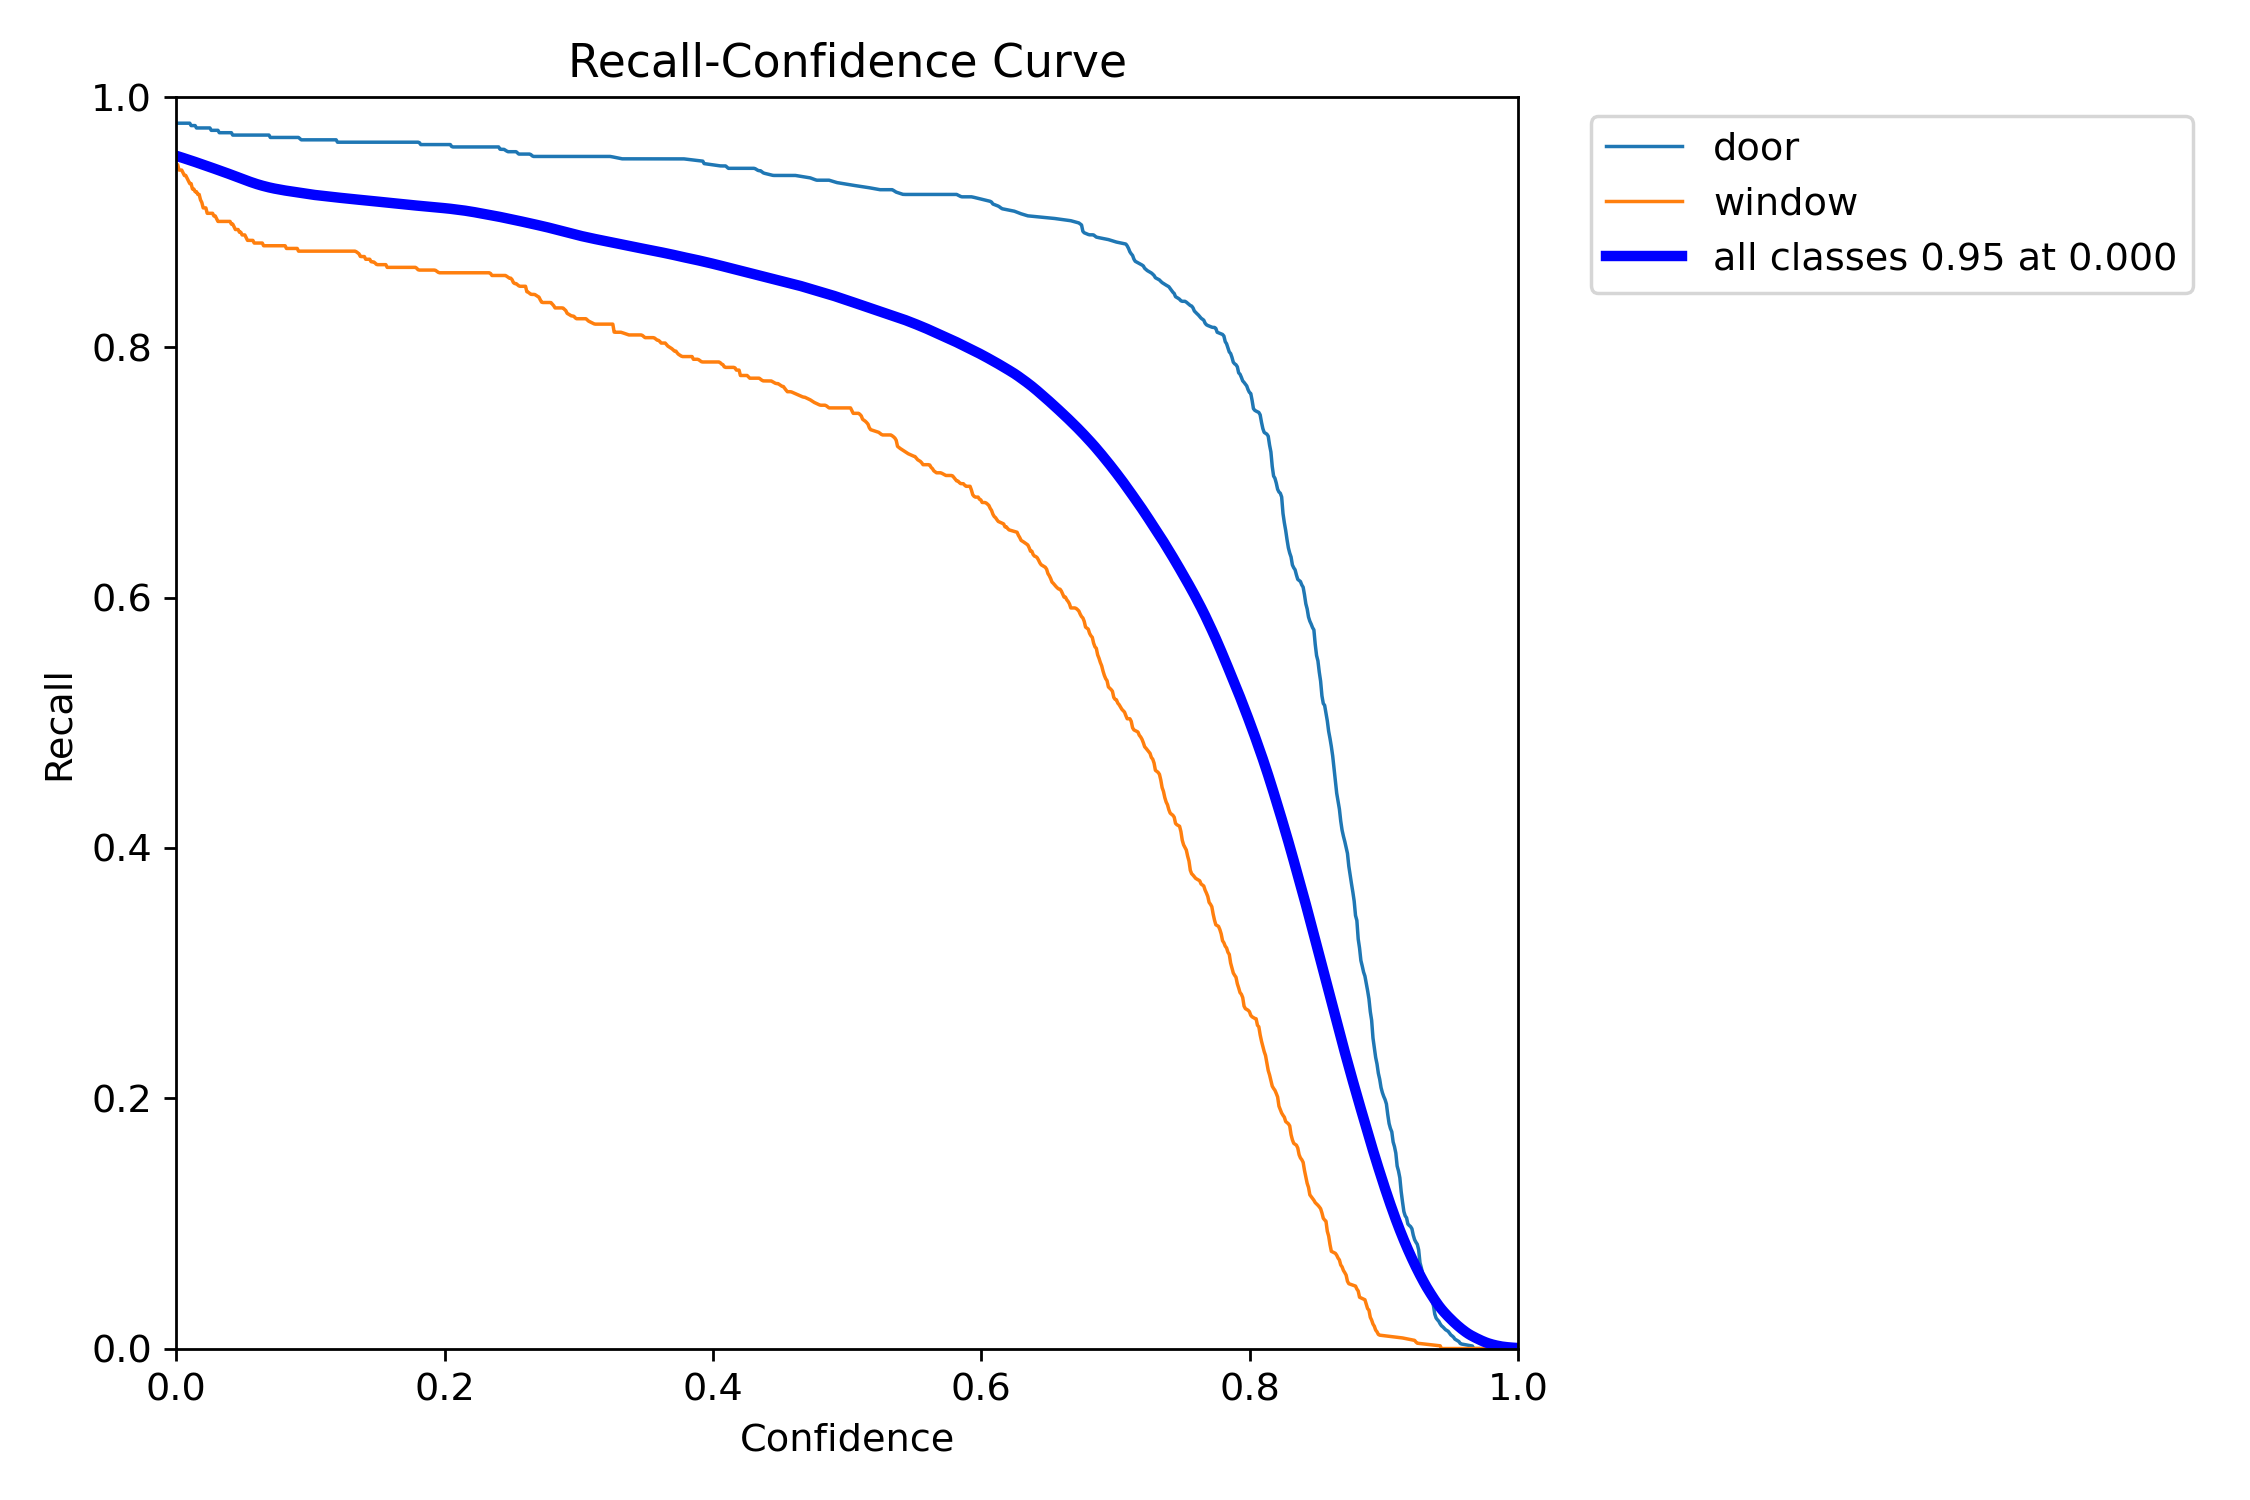 Recall-Confidence Curve
1.0
0.8
0.6
0.4
0.2
0.0
Recall
0.0 0.2 0.4 0.6 0.8 1.0
Confidence
door
window
all classes 0.95 at 0.000